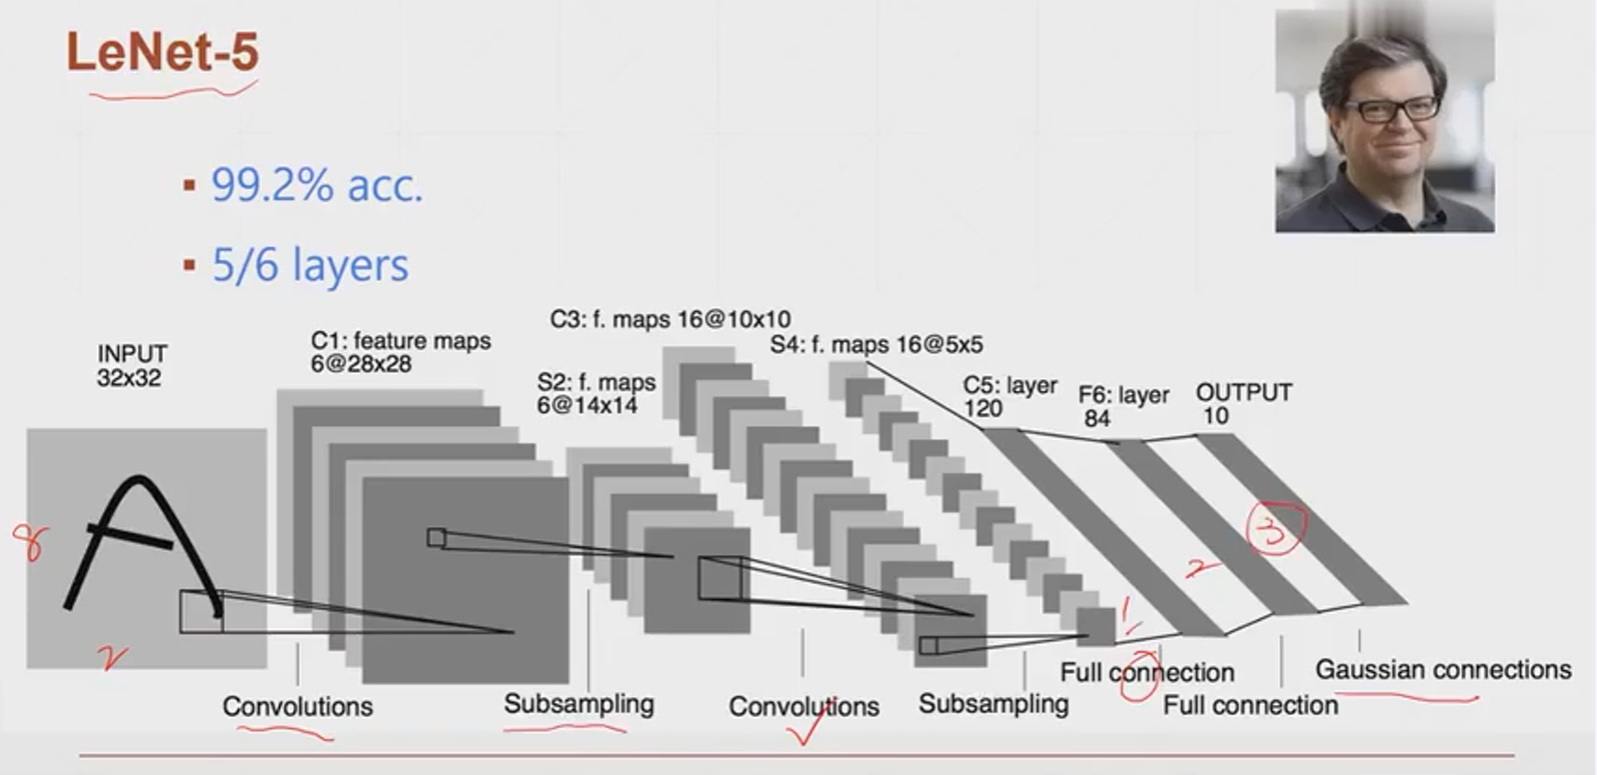 LeNet-5
99.2% acc.
5/6 layers
C3: f. maps 16@10x10
INPUT
32x32
C1: feature maps
6@28x28
S4: f. maps 16@5x5
S2: f. maps
6@14x14
C5: layer
120
F6: layer
84
OUTPUT
10
A
8
2
1
2
3
Convolutions
Subsampling
Convolutions
Subsampling
Full connection
Full connection
Gaussian connections